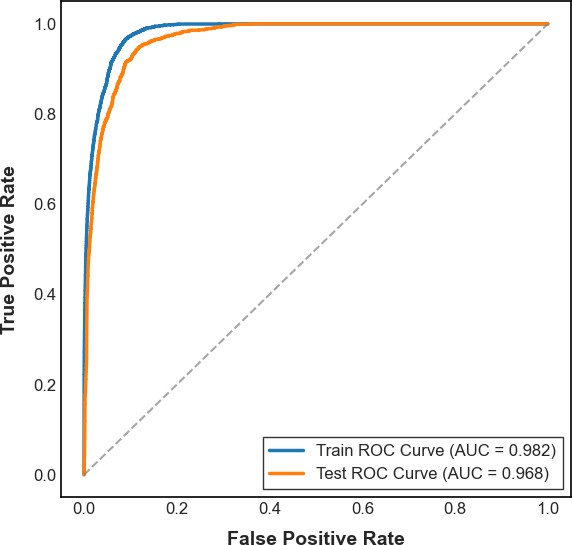 1.0
0.8
0.6
0.4
0.2
0.0
True Positive Rate
Train ROC Curve (AUC = 0.982)
Test ROC Curve (AUC = 0.968)
0.0 0.2 0.4 0.6 0.8 1.0
False Positive Rate